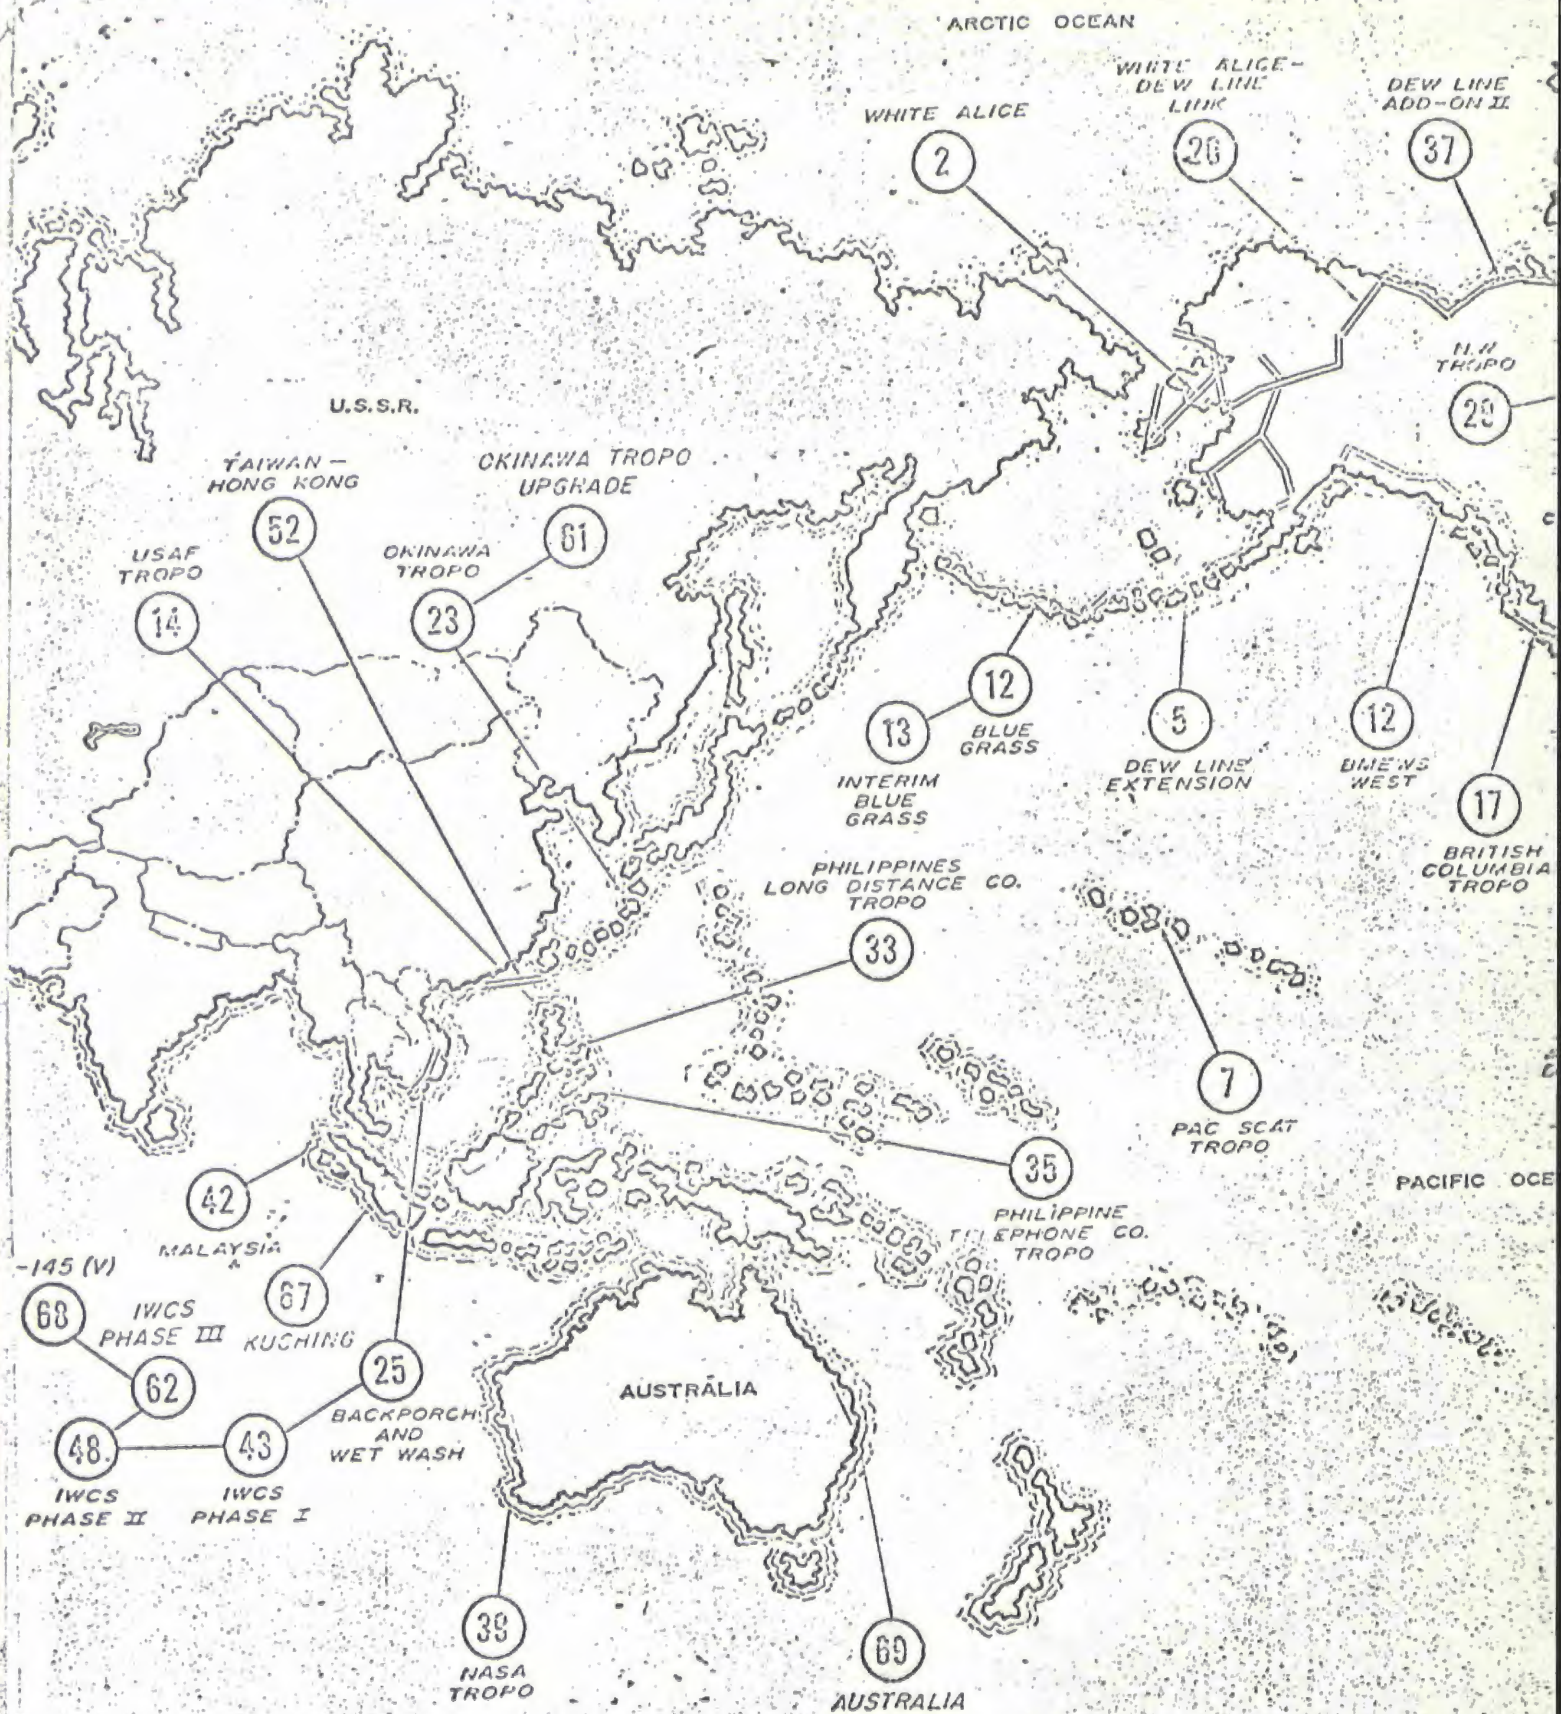 ARCTIC OCEAN
WHITE ALICE-
DEW LINE
LINK
26
DEW LINE
ADD-ON II
37
WHITE ALICE
2
TROPO
29
U.S.S.R.
TAIWAN -
HONG KONG
52
OKINAWA TROPO
UPGRADE
61
USAF
TROPO
14
OKINAWA
TROPO
23
12
BLUE
GRASS
13
INTERIM
BLUE
GRASS
5
DEW LINE
EXTENSION
12
BMEWS
WEST
17
BRITISH
COLUMBIA
TROPO
PHILIPPINES
LONG DISTANCE CO.
TROPO
33
7
PAC SCAT
TROPO
35
PHILIPPINE
TELEPHONE CO.
TROPO
PACIFIC OCE
42
MALAYSIA
67
KUCHING
-145 (V)
68
IWCS
PHASE III
62
25
BACKPORCH
AND
WET WASH
48
IWCS
PHASE II
43
IWCS
PHASE I
AUSTRALIA
39
NASA
TROPO
69
AUSTRALIA